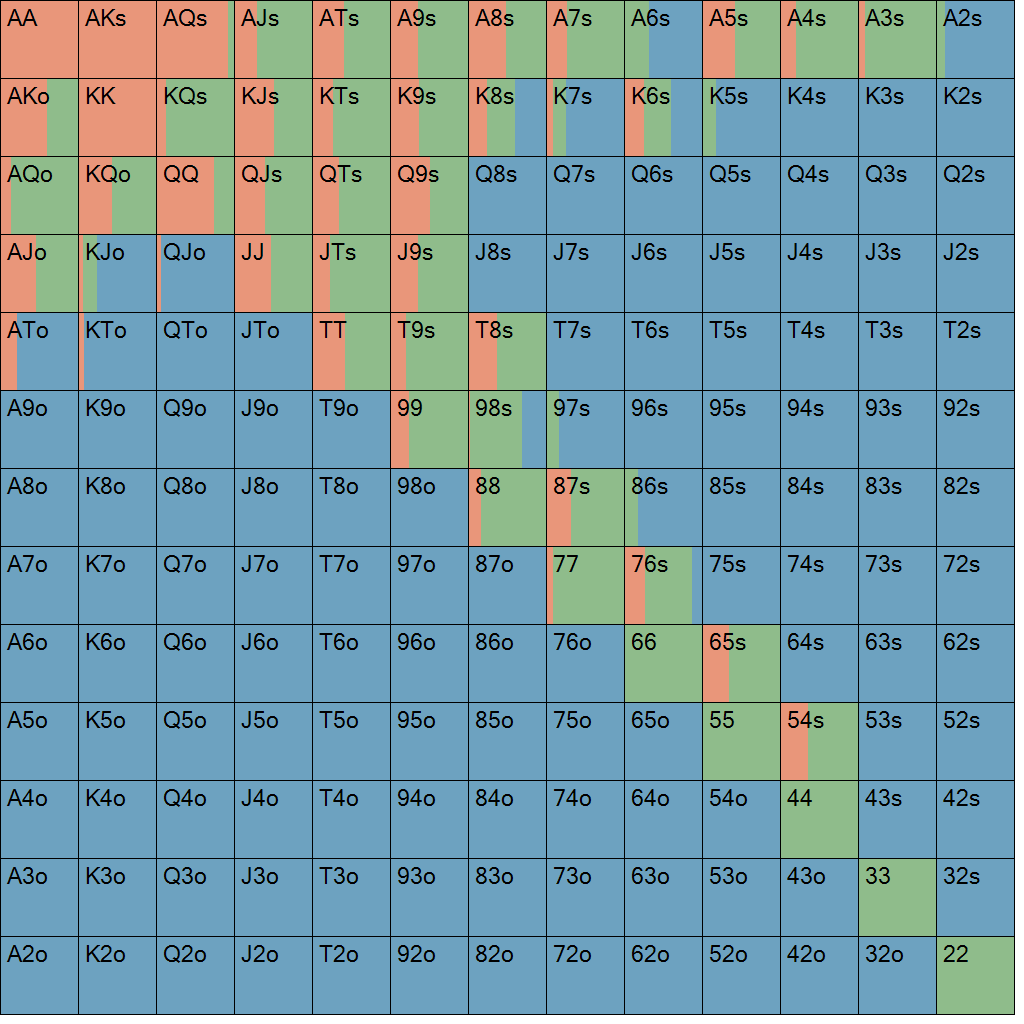 AA AKs AQs AJs ATs A9s A8s A7s A6s A5s A4s A3s A2s
AKo KK KQs KJs KTs K9s K8s K7s K6s K5s K4s K3s K2s
AQo KQo QQ QJs QTs Q9s Q8s Q7s Q6s Q5s Q4s Q3s Q2s
AJo KJo QJo JJ JTs J9s J8s J7s J6s J5s J4s J3s J2s
ATo KTo QTo JTo TT T9s T8s T7s T6s T5s T4s T3s T2s
A9o K9o Q9o J9o T9o 99 98s 97s 96s 95s 94s 93s 92s
A8o K8o Q8o J8o T8o 98o 88 87s 86s 85s 84s 83s 82s
A7o K7o Q7o J7o T7o 97o 87o 77 76s 75s 74s 73s 72s
A6o K6o Q6o J6o T6o 96o 86o 76o 66 65s 64s 63s 62s
A5o K5o Q5o J5o T5o 95o 85o 75o 65o 55 54s 53s 52s
A4o K4o Q4o J4o T4o 94o 84o 74o 64o 54o 44 43s 42s
A3o K3o Q3o J3o T3o 93o 83o 73o 63o 53o 43o 33 32s
A2o K2o Q2o J2o T2o 92o 82o 72o 62o 52o 42o 32o 22